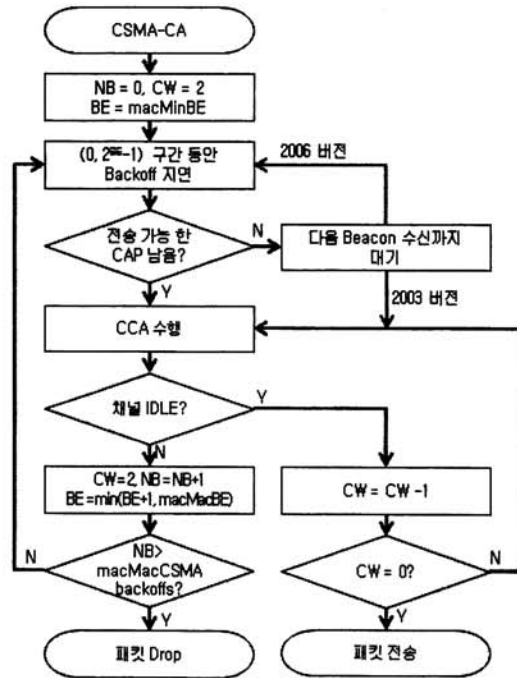 CSMA-CA
NB = 0, CW = 2
BE = macMinBE
(0, 2ᴮᴱ-1) 구간 동안
Backoff 지연
2006 버전
전송 가능 한
CAP 남음?
N
다음 Beacon 수신까지
대기
Y
2003 버전
CCA 수행
채널 IDLE?
Y
N
CW=2, NB=NB+1
BE=min(BE+1, macMacBE)
CW = CW -1
N
NB>
macMacCSMA
backoffs?
CW = 0?
N
Y
Y
패킷 Drop
패킷 전송